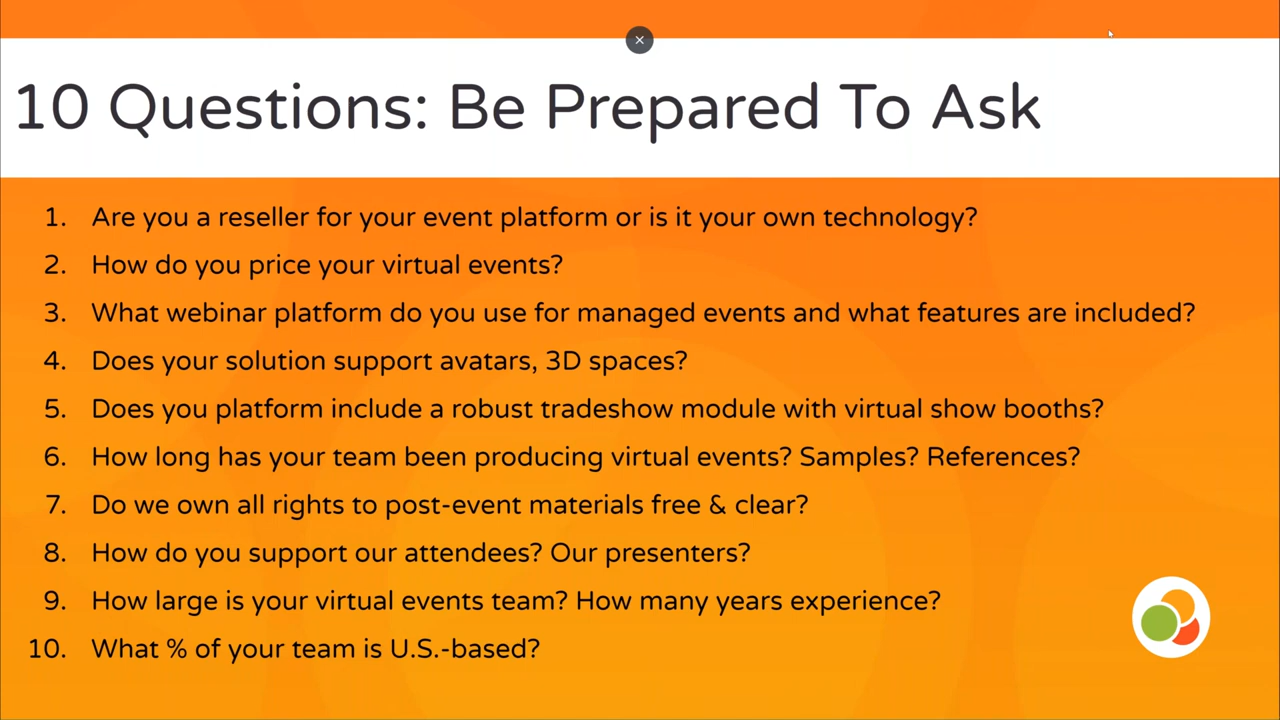 10 Questions: Be Prepared To Ask
1. Are you a reseller for your event platform or is it your own technology?
2. How do you price your virtual events?
3. What webinar platform do you use for managed events and what features are included?
4. Does your solution support avatars, 3D spaces?
5. Does you platform include a robust tradeshow module with virtual show booths?
6. How long has your team been producing virtual events? Samples? References?
7. Do we own all rights to post-event materials free & clear?
8. How do you support our attendees? Our presenters?
9. How large is your virtual events team? How many years experience?
10. What % of your team is U.S.-based?